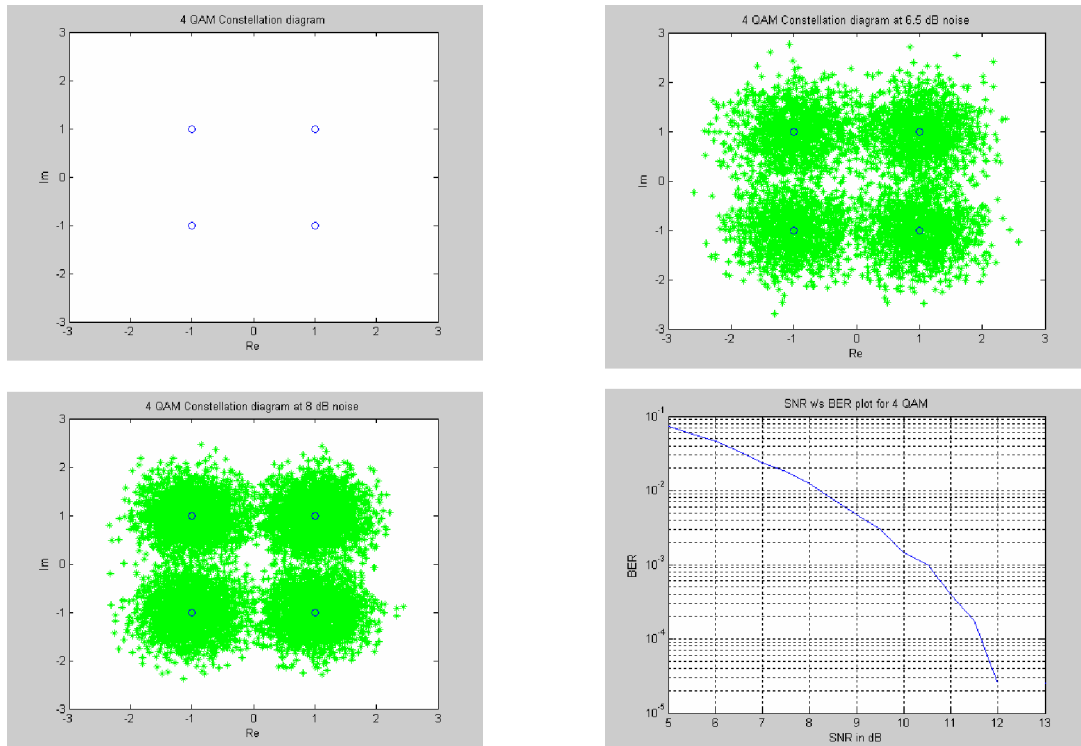 4 QAM Constellation diagram
3
2
1
0
-1
-2
-3
-3 -2 -1 0 1 2 3
Im
Re
4 QAM Constellation diagram at 6.5 dB noise
3
2
1
0
-1
-2
-3
-3 -2 -1 0 1 2 3
Im
Re
4 QAM Constellation diagram at 8 dB noise
3
2
1
0
-1
-2
-3
-3 -2 -1 0 1 2 3
Im
Re
SNR v/s BER plot for 4 QAM
10^-1
10^-2
10^-3
10^-4
10^-5
5 6 7 8 9 10 11 12 13
BER
SNR in dB